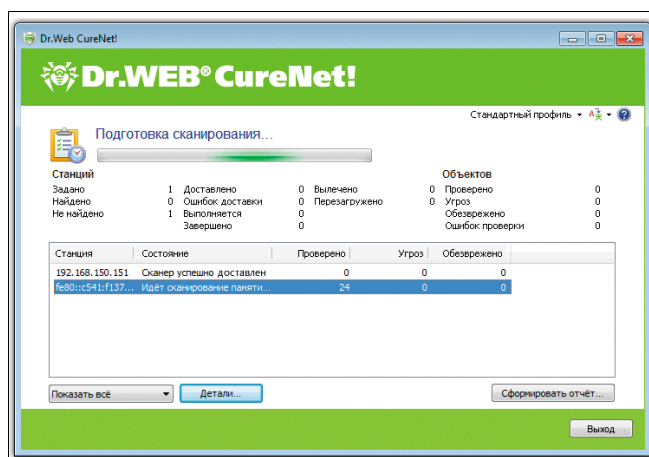 Dr.Web CureNet!
Dr.WEB® CureNet!
Стандартный профиль
Подготовка сканирования...
Станций Объектов
Задано 1 Доставлено 0 Вылечено 0 Проверено 0
Найдено 0 Ошибок доставки 0 Перезагружено 0 Угроз 0
Не найдено 1 Выполняется 0 Обезврежено 0
Завершено 0 Ошибок проверки 0
Станция Состояние Проверено Угроз Обезврежено
192.168.150.151 Сканер успешно доставлен 0 0 0
fe80::c541:f137... Идёт сканирование памяти... 24 0 0
Показать всё Детали... Сформировать отчёт...
Выход